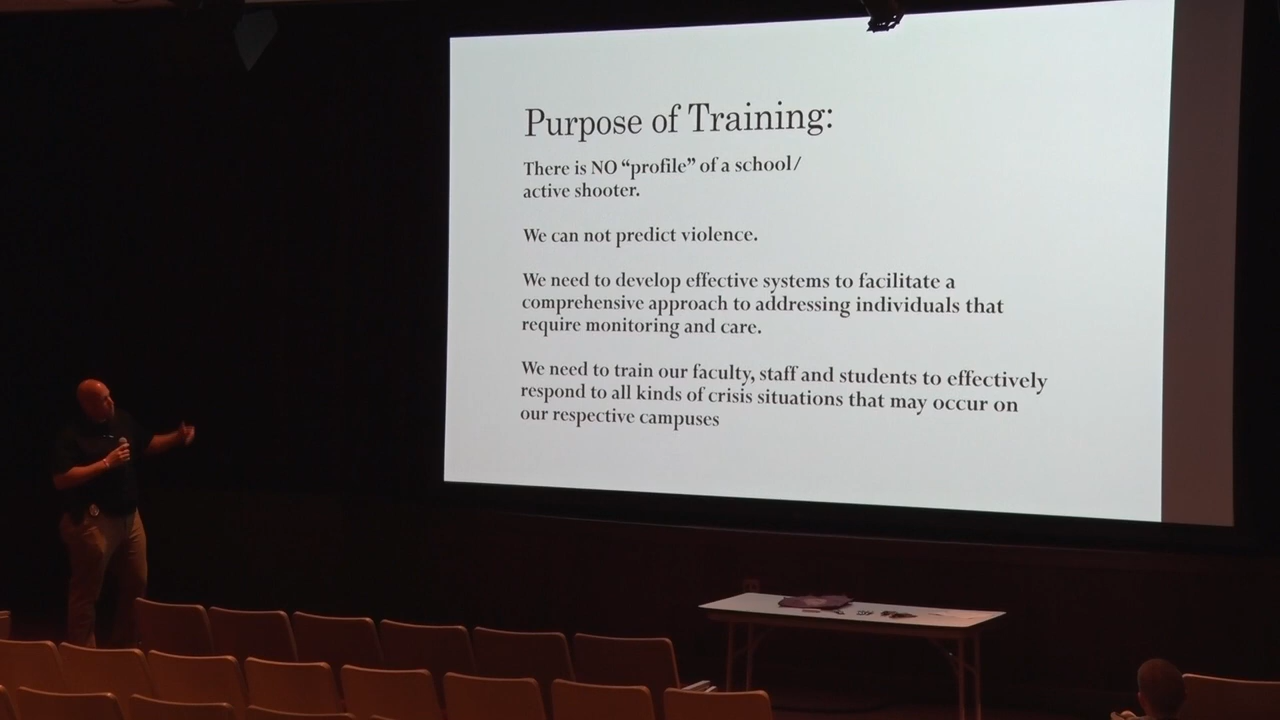 Purpose of Training:
There is NO “profile” of a school/
active shooter.
We can not predict violence.
We need to develop effective systems to facilitate a
comprehensive approach to addressing individuals that
require monitoring and care.
We need to train our faculty, staff and students to effectively
respond to all kinds of crisis situations that may occur on
our respective campuses